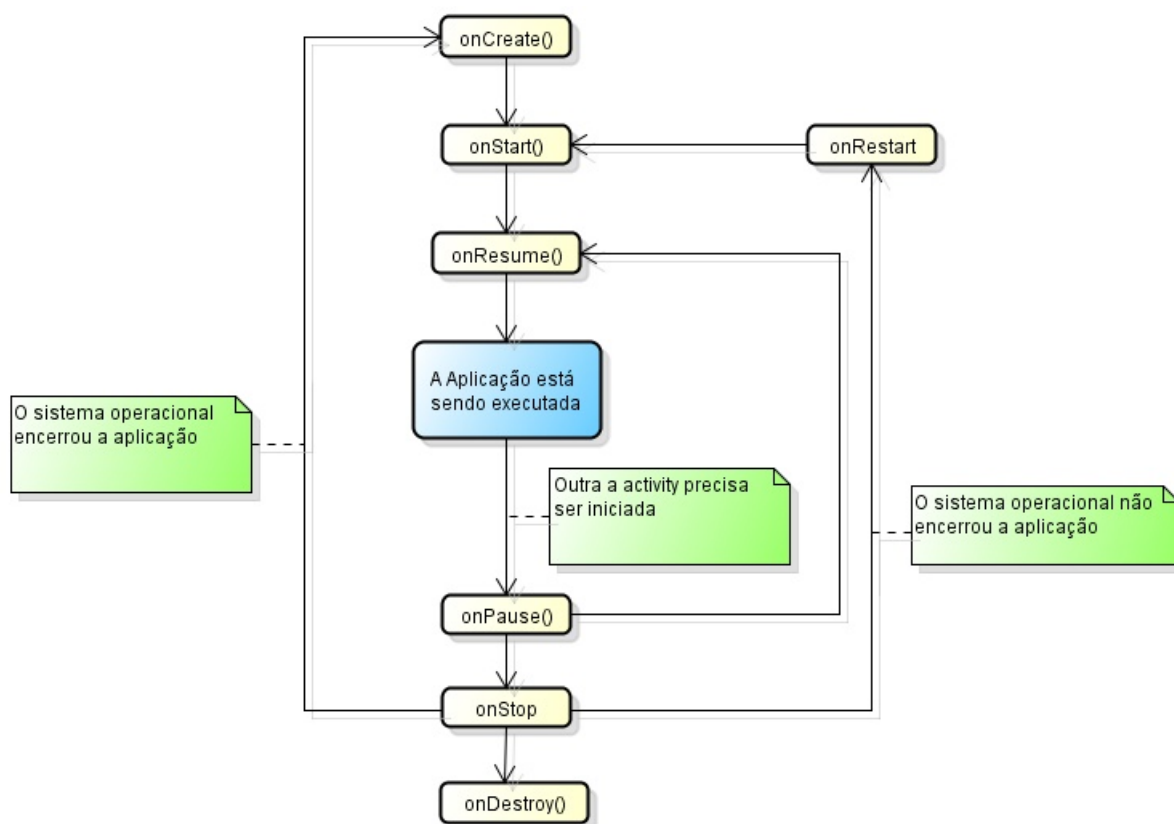 onCreate()
onStart()
onRestart
onResume()
A Aplicação está
sendo executada
O sistema operacional
encerrou a aplicação
Outra a activity precisa
ser iniciada
O sistema operacional não
encerrou a aplicação
onPause()
onStop
onDestroy()